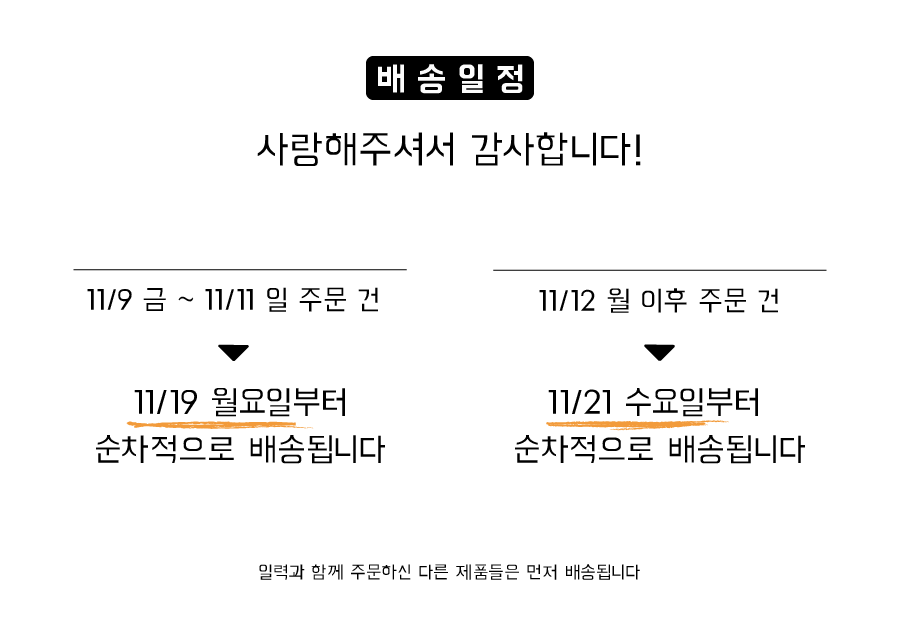 배송일정
사랑해주셔서 감사합니다!
11/9 금 ~ 11/11 일 주문 건
11/19 월요일부터
순차적으로 배송됩니다
11/12 월 이후 주문 건
11/21 수요일부터
순차적으로 배송됩니다
일력과 함께 주문하신 다른 제품들은 먼저 배송됩니다